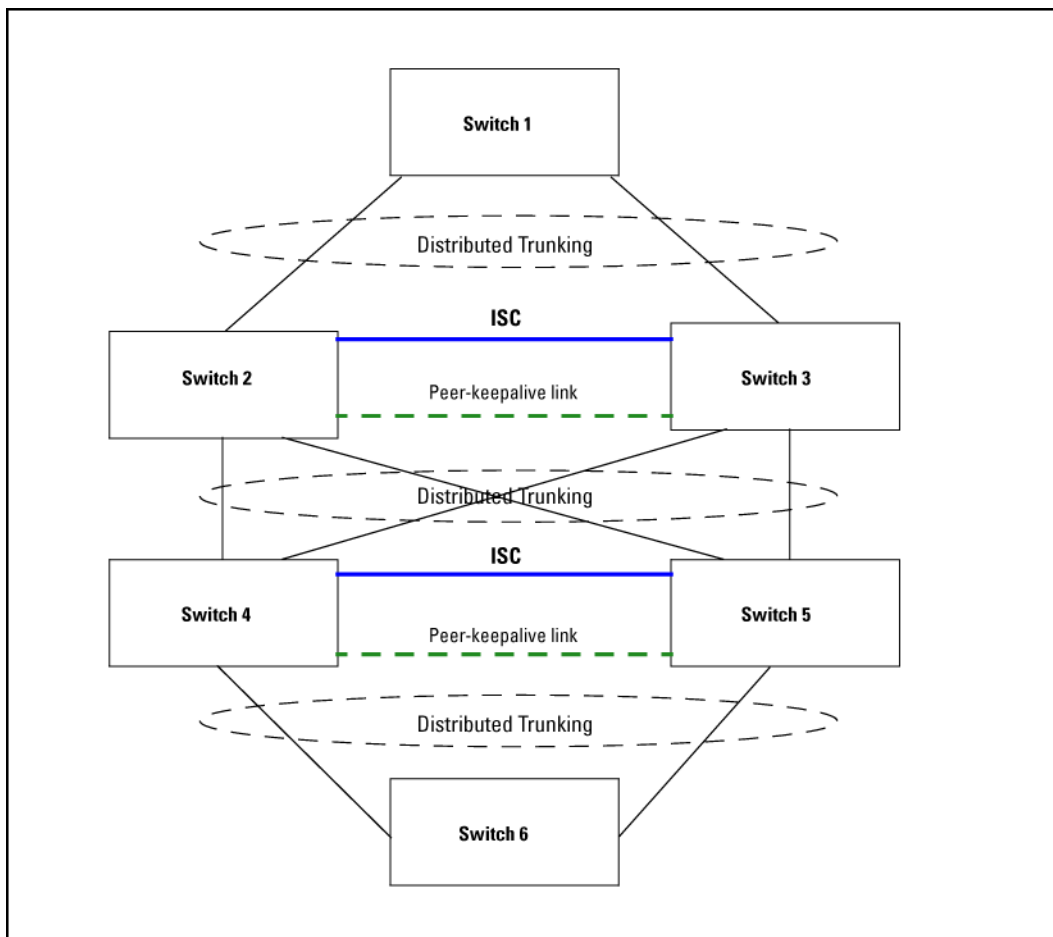 Switch 1
Distributed Trunking
ISC
Switch 2
Switch 3
Peer-keepalive link
Distributed Trunking
ISC
Switch 4
Switch 5
Peer-keepalive link
Distributed Trunking
Switch 6